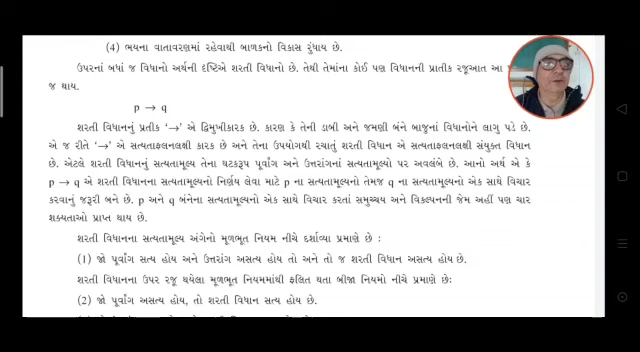 (4) ભયના વાતાવરણમાં રહેવાથી બાળકનો વિકાસ રુંધાય છે.
ઉપરનાં બધાં જ વિધાનો અર્થની દૃષ્ટિએ શરતી વિધાનો છે. તેથી તેમાંના કોઈ પણ વિધાનની પ્રાતીક રજૂઆત આ
જ થાય.
p → q
શરતી વિધાનનું પ્રતીક ‘→’ એ દ્વિમુખીકારક છે. કારણ કે તેની ડાબી અને જમણી બંને બાજુનાં વિધાનોને લાગુ પડે છે.
એ જ રીતે ‘→’ એ સત્યતાફલનલક્ષી કારક છે અને તેના ઉપયોગથી રચાતું શરતી વિધાન એ સત્યતાફલનલક્ષી સંયુક્ત વિધાન
છે. એટલે શરતી વિધાનનું સત્યતામૂલ્ય તેના ઘટકરૂપ પૂર્વાંગ અને ઉત્તરાંગનાં સત્યતામૂલ્યો પર અવલંબે છે. આનો અર્થ એ કે
p → q એ શરતી વિધાનના સત્યતામૂલ્યનો નિર્ણય લેવા માટે p ના સત્યતામૂલ્યનો તેમજ q ના સત્યતામૂલ્યનો એક સાથે વિચાર
કરવાનું જરૂરી બને છે. p અને q બંનેના સત્યતામૂલ્યનો એક સાથે વિચાર કરતાં સમુચ્ચય અને વિકલ્પનની જેમ અહીં પણ ચાર
શક્યતાઓ પ્રાપ્ત થાય છે.
શરતી વિધાનના સત્યતામૂલ્ય અંગેનો મૂળભૂત નિયમ નીચે દર્શાવ્યા પ્રમાણે છે :
(1) જો પૂર્વાંગ સત્ય હોય અને ઉત્તરાંગ અસત્ય હોય તો અને તો જ શરતી વિધાન અસત્ય હોય છે.
શરતી વિધાનના ઉપર રજૂ થયેલા મૂળભૂત નિયમમાંથી ફલિત થતા બીજા નિયમો નીચે પ્રમાણે છેઃ
(2) જો પૂર્વાંગ અસત્ય હોય, તો શરતી વિધાન સત્ય હોય છે.